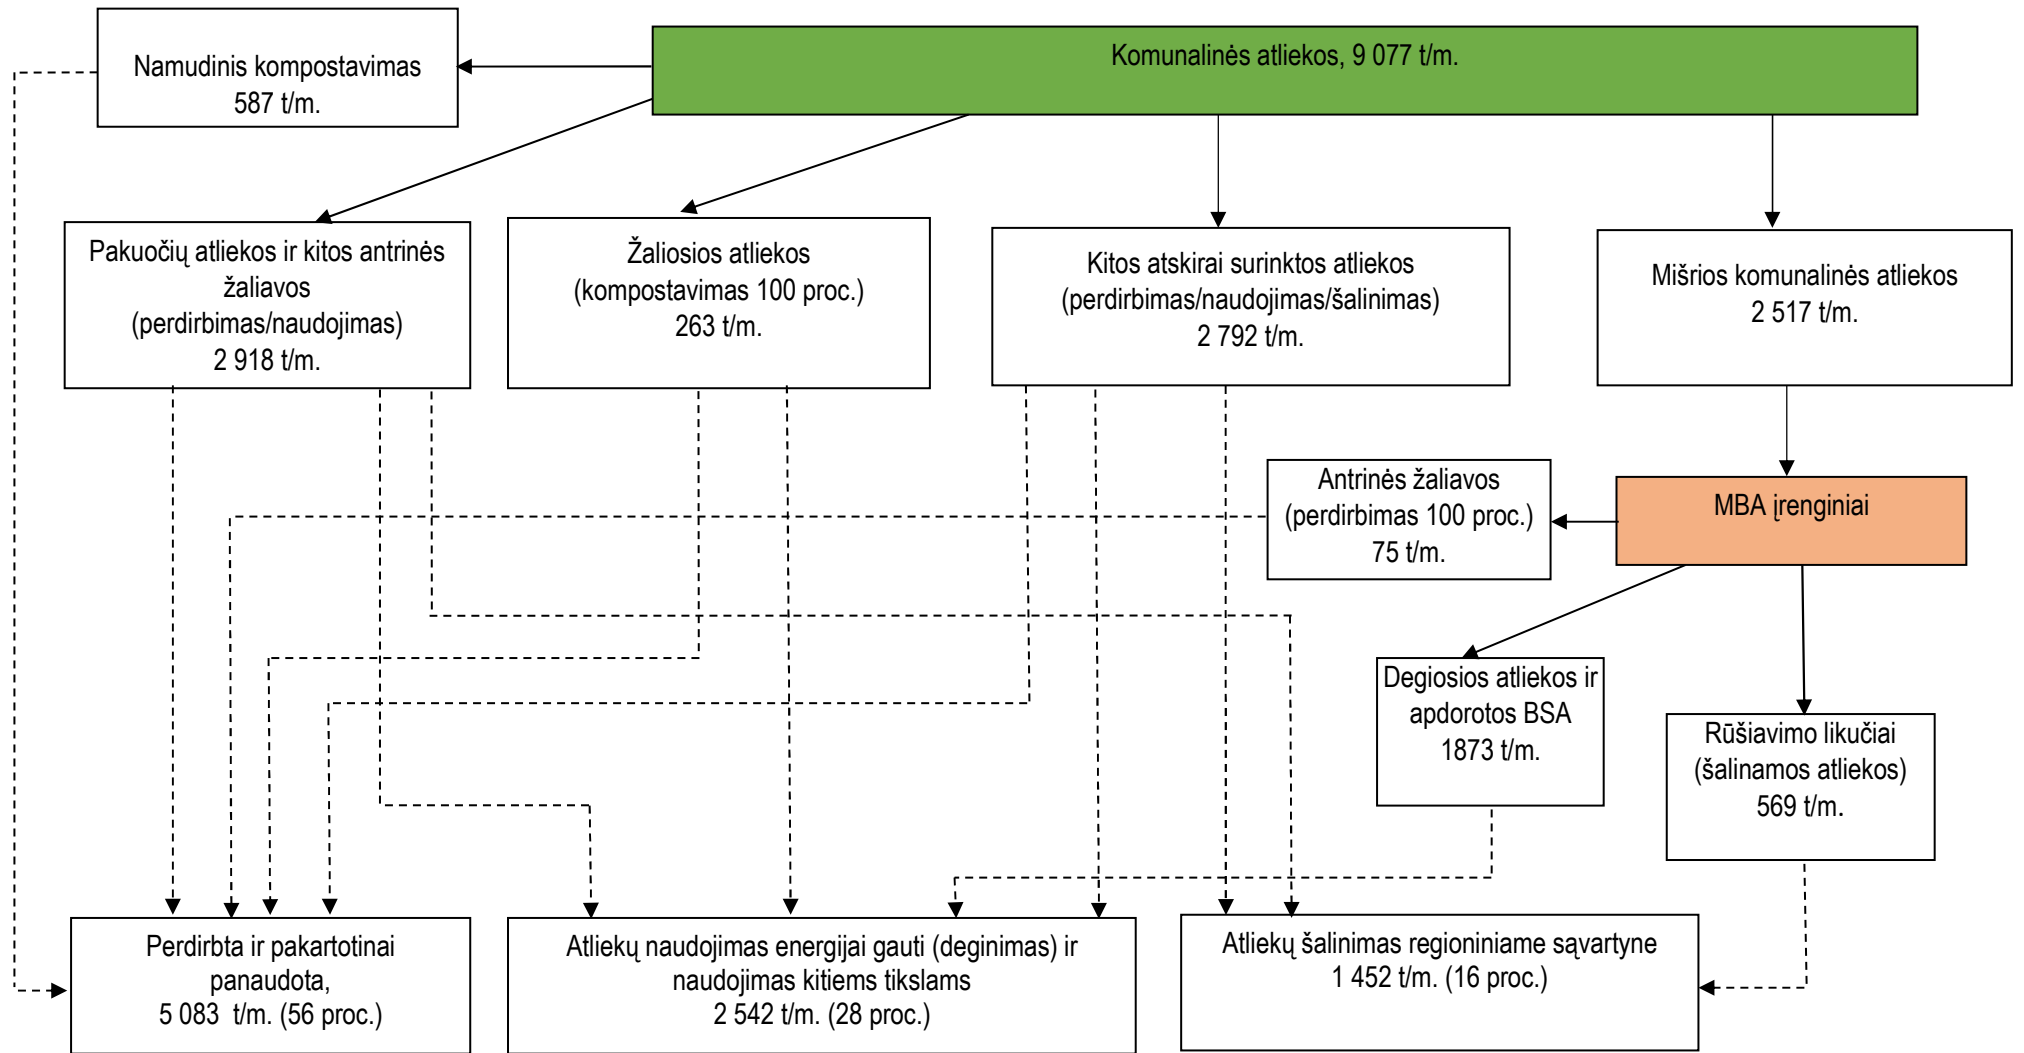 Namudinis kompostavimas
587 t/m.
Komunalinės atliekos, 9 077 t/m.
Pakuočių atliekos ir kitos antrinės
žaliavos
(perdirbimas/naudojimas)
2 918 t/m.
Žaliosios atliekos
(kompostavimas 100 proc.)
263 t/m.
Kitos atskirai surinktos atliekos
(perdirbimas/naudojimas/šalinimas)
2 792 t/m.
Mišrios komunalinės atliekos
2 517 t/m.
Antrinės žaliavos
(perdirbimas 100 proc.)
75 t/m.
MBA įrenginiai
Degiosios atliekos ir
apdorotos BSA
1873 t/m.
Rūšiavimo likučiai
(šalinamos atliekos)
569 t/m.
Perdirbta ir pakartotinai
panaudota,
5 083 t/m. (56 proc.)
Atliekų naudojimas energijai gauti (deginimas) ir
naudojimas kitiems tikslams
2 542 t/m. (28 proc.)
Atliekų šalinimas regioniniame sąvartyne
1 452 t/m. (16 proc.)